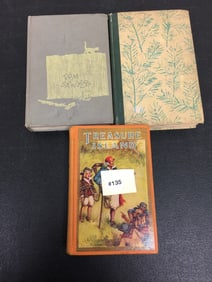 TOM
SAWYER
TREASURE
ISLAND
#135